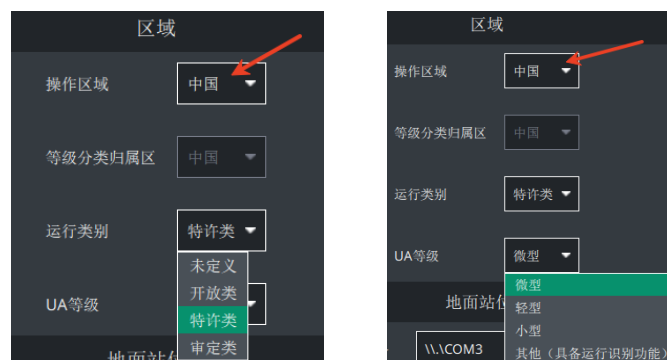 区域
操作区域 中国
等级分类归属区 中国
运行类别 特许类
未定义
开放类
UA等级
特许类
审定类
区域
操作区域 中国
等级分类归属区 中国
运行类别 特许类
UA等级 微型
微型
地面站位
轻型
小型
\\.\COM3
其他（具备运行识别功能）